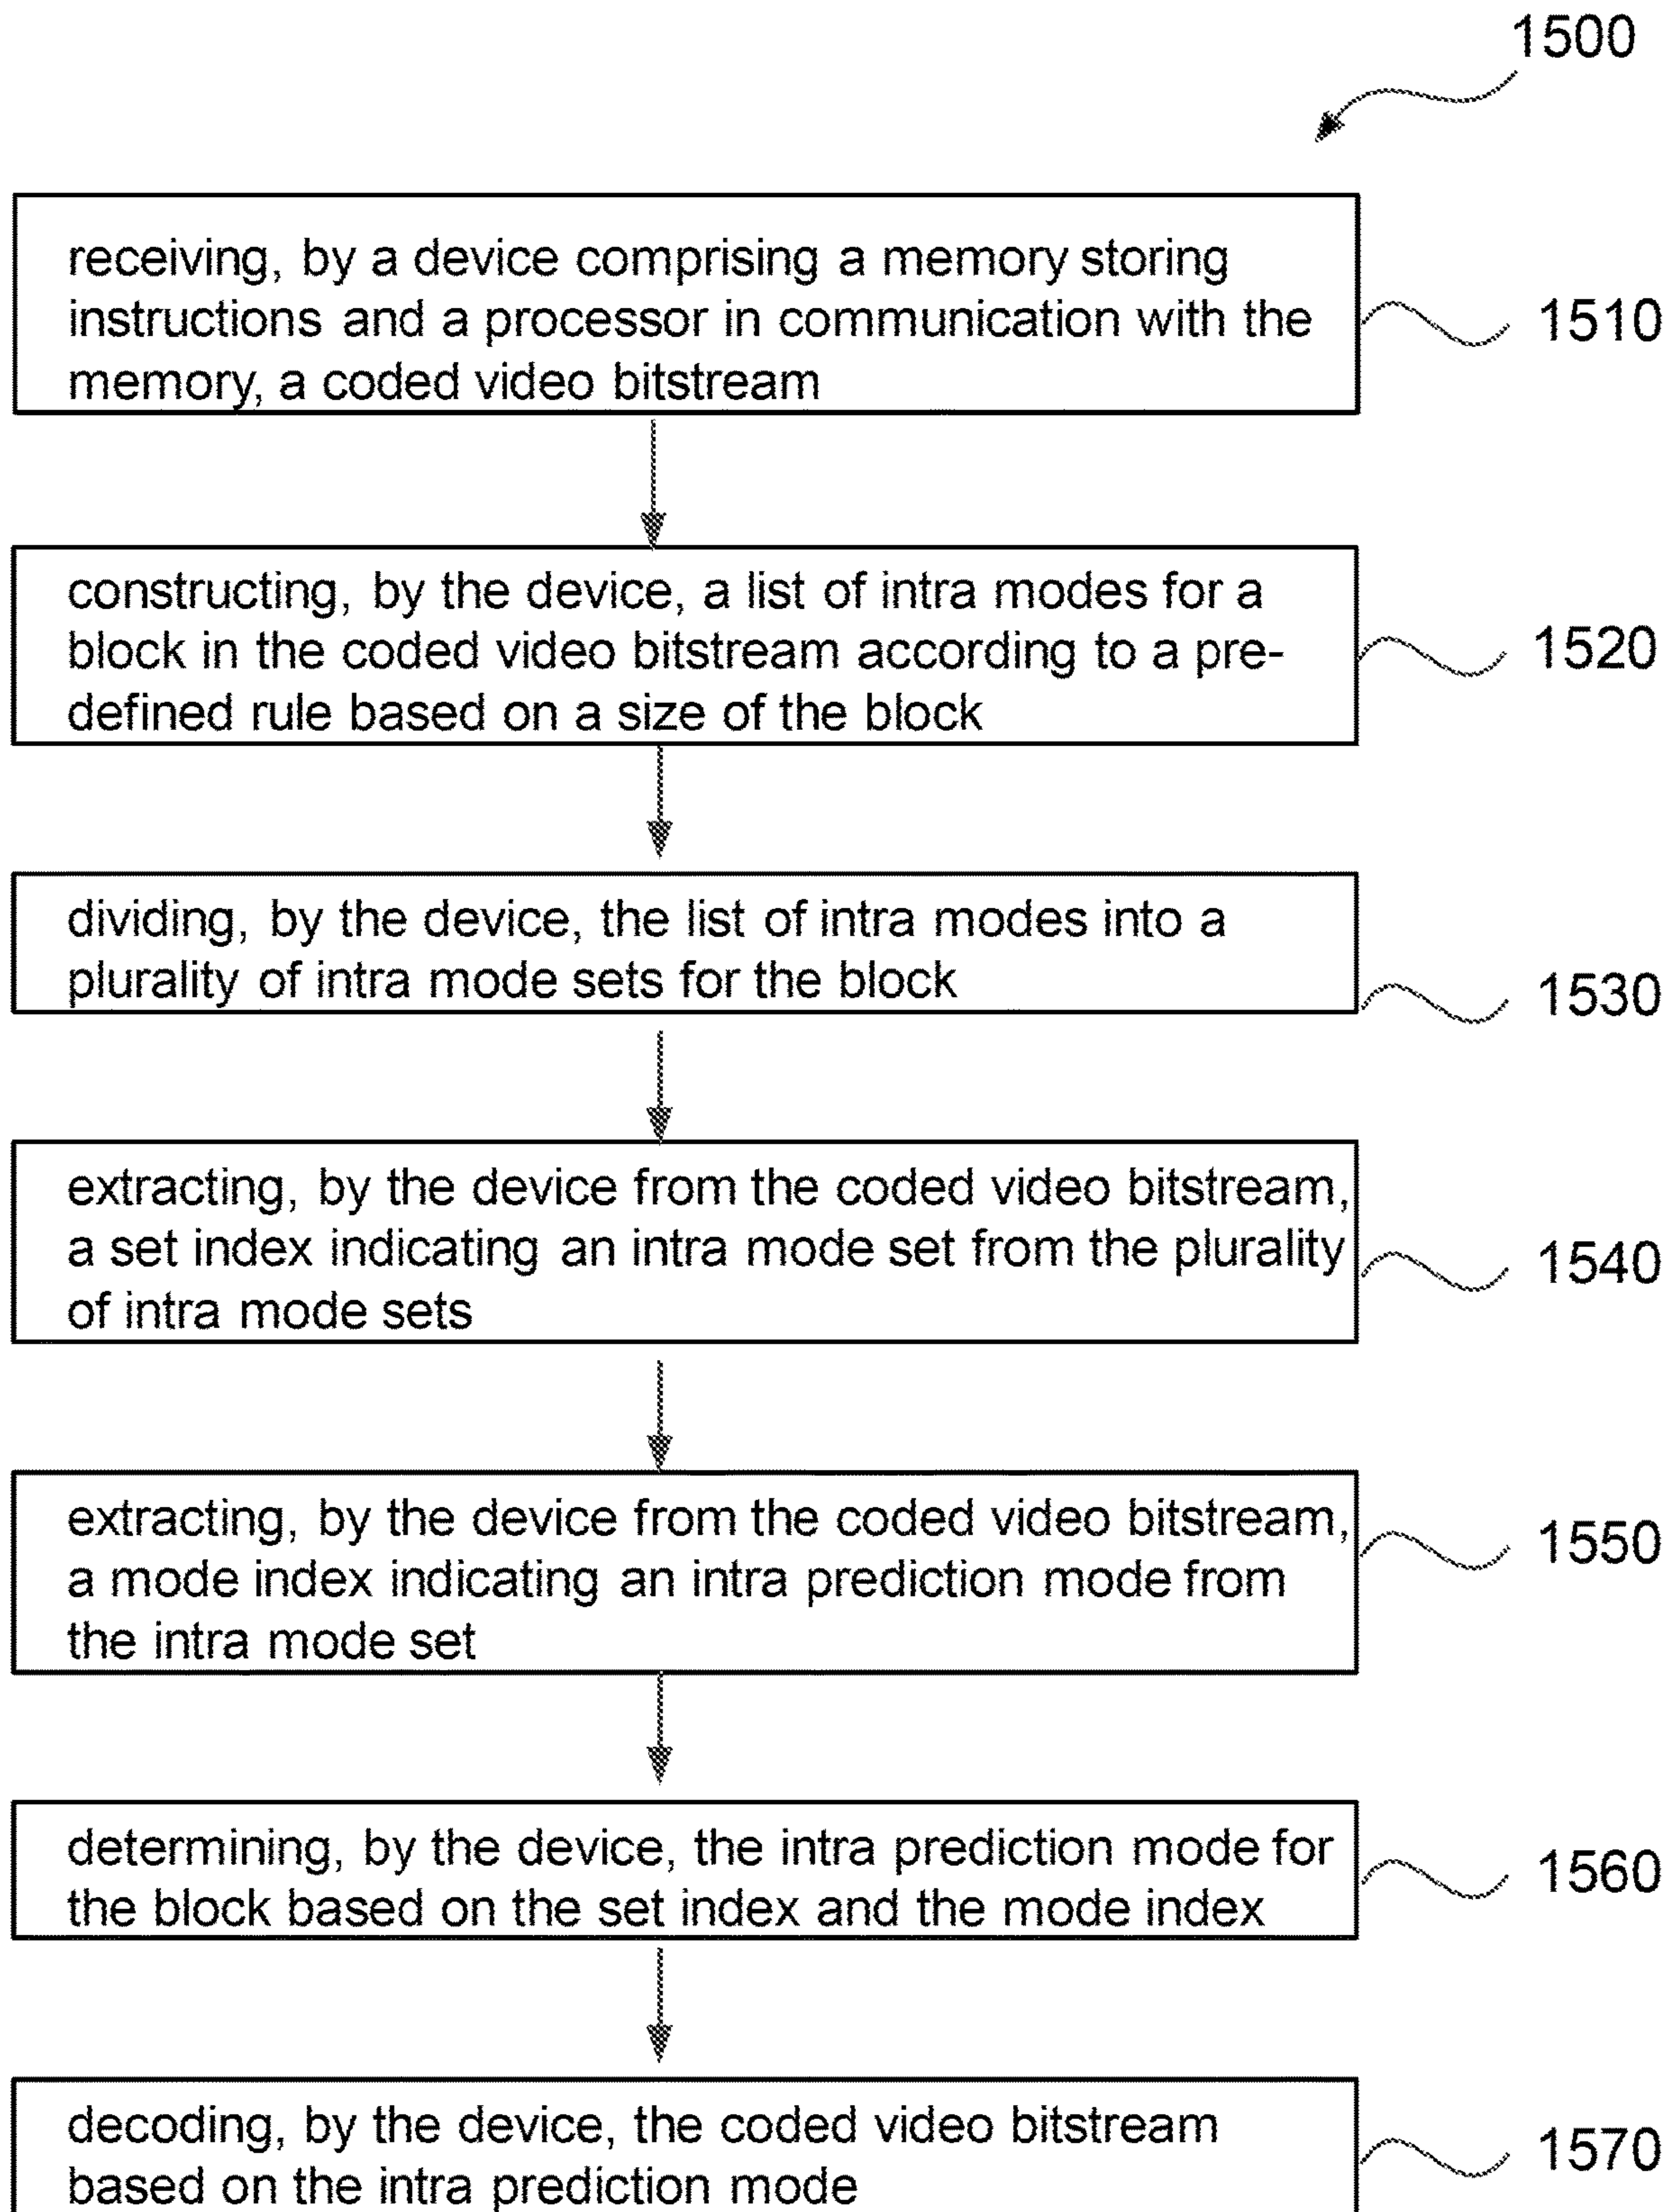 1500
receiving, by a device comprising a memory storing
instructions and a processor in communication with the
memory, a coded video bitstream
1510
constructing, by the device, a list of intra modes for a
block in the coded video bitstream according to a pre-
defined rule based on a size of the block
1520
dividing, by the device, the list of intra modes into a
plurality of intra mode sets for the block
1530
extracting, by the device from the coded video bitstream,
a set index indicating an intra mode set from the plurality
of intra mode sets
1540
extracting, by the device from the coded video bitstream,
a mode index indicating an intra prediction mode from
the intra mode set
1550
determining, by the device, the intra prediction mode for
the block based on the set index and the mode index
1560
decoding, by the device, the coded video bitstream
based on the intra prediction mode
1570